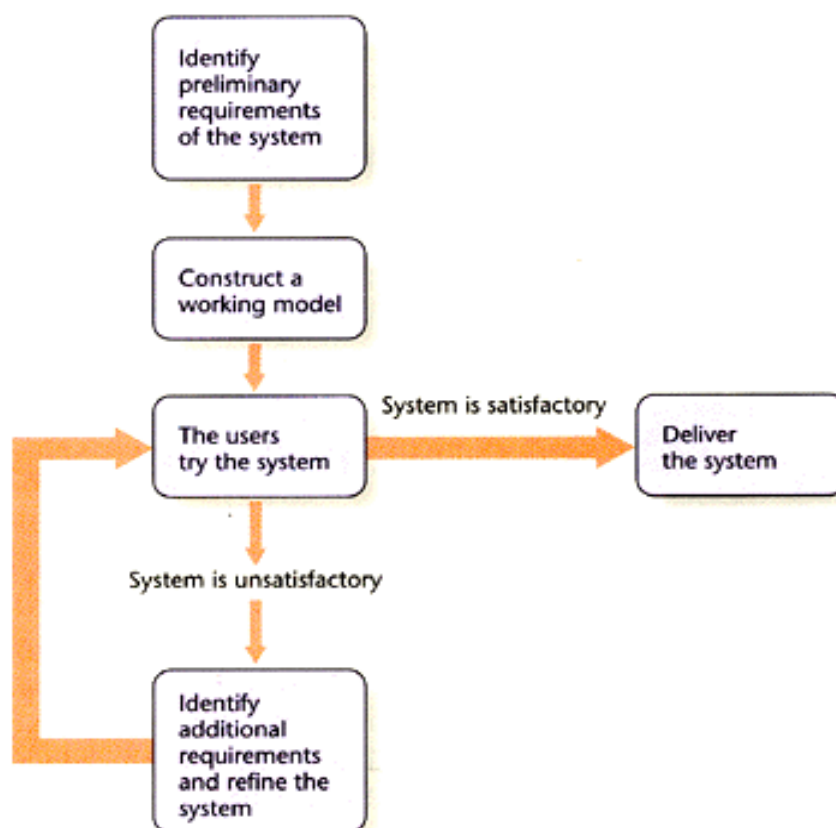 Identify
preliminary
requirements
of the system
Construct a
working model
The users
try the system
System is satisfactory
Deliver
the system
System is unsatisfactory
Identify
additional
requirements
and refine the
system